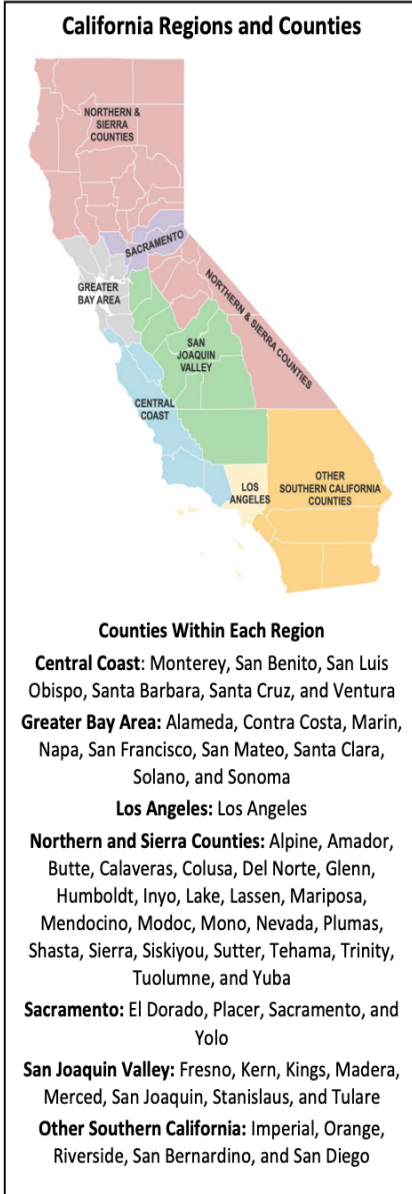 California Regions and Counties
NORTHERN &
SIERRA
COUNTIES
SACRAMENTO
GREATER
BAY AREA
NORTHERN & SIERRA COUNTIES
SAN
JOAQUIN
VALLEY
CENTRAL
COAST
LOS
ANGELES
OTHER
SOUTHERN CALIFORNIA
COUNTIES
Counties Within Each Region
Central Coast: Monterey, San Benito, San Luis
Obispo, Santa Barbara, Santa Cruz, and Ventura
Greater Bay Area: Alameda, Contra Costa, Marin,
Napa, San Francisco, San Mateo, Santa Clara,
Solano, and Sonoma
Los Angeles: Los Angeles
Northern and Sierra Counties: Alpine, Amador,
Butte, Calaveras, Colusa, Del Norte, Glenn,
Humboldt, Inyo, Lake, Lassen, Mariposa,
Mendocino, Modoc, Mono, Nevada, Plumas,
Shasta, Sierra, Siskiyou, Sutter, Tehama, Trinity,
Tuolumne, and Yuba
Sacramento: El Dorado, Placer, Sacramento, and
Yolo
San Joaquin Valley: Fresno, Kern, Kings, Madera,
Merced, San Joaquin, Stanislaus, and Tulare
Other Southern California: Imperial, Orange,
Riverside, San Bernardino, and San Diego